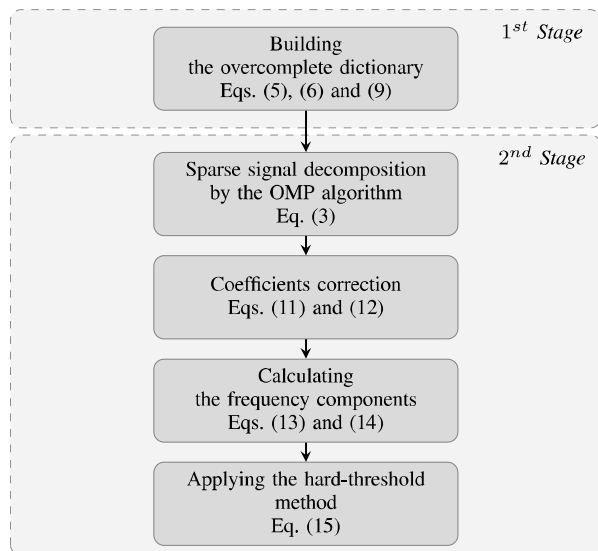 1st Stage
Building
the overcomplete dictionary
Eqs. (5), (6) and (9)
2nd Stage
Sparse signal decomposition
by the OMP algorithm
Eq. (3)
Coefficients correction
Eqs. (11) and (12)
Calculating
the frequency components
Eqs. (13) and (14)
Applying the hard-threshold
method
Eq. (15)